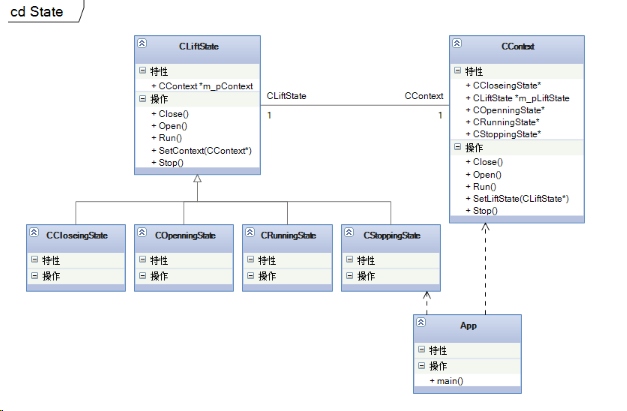 cd State
CLiftState
特性
+ CContext *m_pContext
操作
+ Close()
+ Open()
+ Run()
+ SetContext(CContext*)
+ Stop()
CLiftState
CContext
1
1
CContext
特性
+ CCloseingState*
+ CLiftState *m_pLiftState
+ COpenningState*
+ CRunningState*
+ CStoppingState*
操作
+ Close()
+ Open()
+ Run()
+ SetLiftState(CLiftState*)
+ Stop()
CCloseingState
特性
操作
COpenningState
特性
操作
CRunningState
特性
操作
CStoppingState
特性
操作
App
特性
操作
+ main()